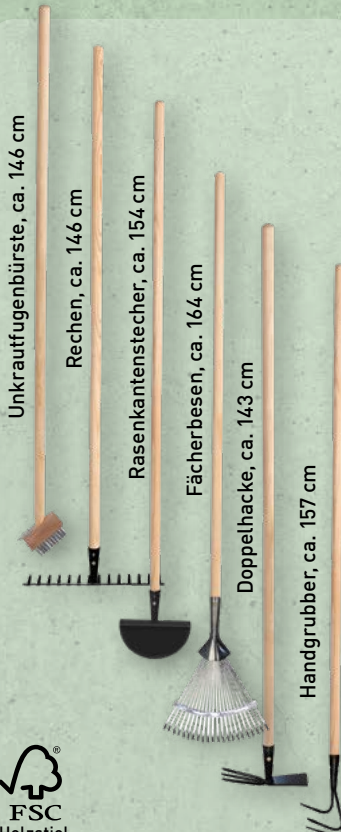 Unkrautfugenbürste, ca. 146 cm
Rechen, ca. 146 cm
Rasenkantenstecher, ca. 154 cm
Fächerbesen, ca. 164 cm
Doppelhacke, ca. 143 cm
Handgrubber, ca. 157 cm
®
FSC
Holzstiel